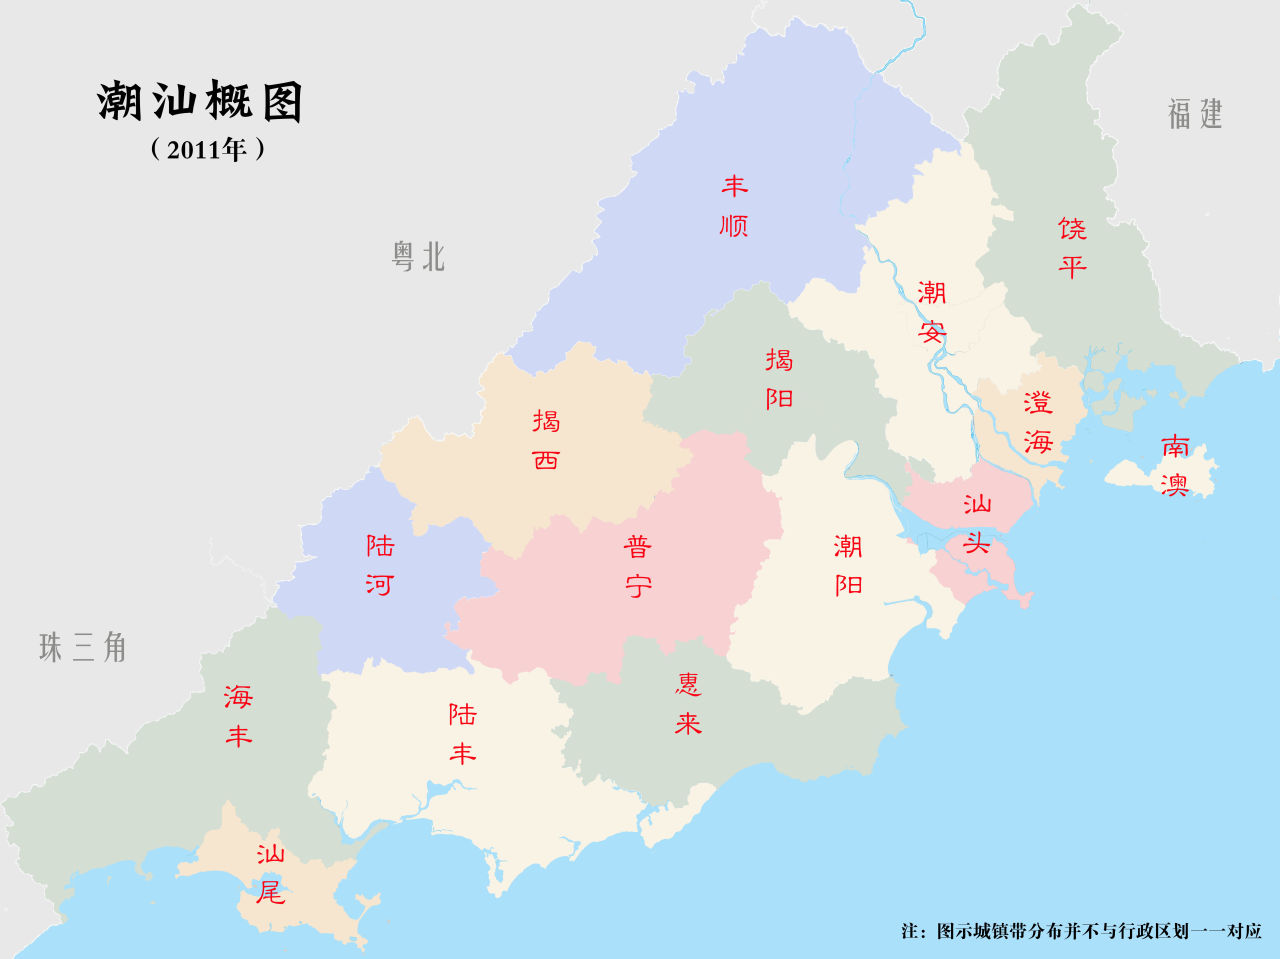 潮汕概图
（2011年）
福建
粤北
珠三角
丰顺
饶平
潮安
揭阳
澄海
揭西
南澳
汕头
陆河
普宁
潮阳
惠来
海丰
陆丰
汕尾
注：图示城镇带分布并不与行政区划一一对应